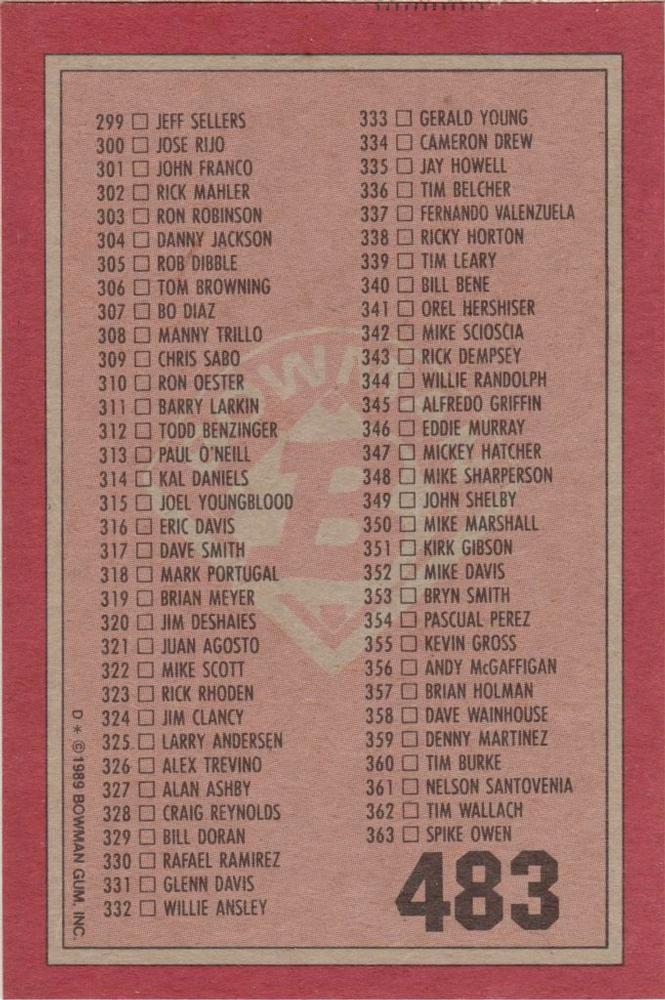 299 □ JEFF SELLERS
300 □ JOSE RIJO
301 □ JOHN FRANCO
302 □ RICK MAHLER
303 □ RON ROBINSON
304 □ DANNY JACKSON
305 □ ROB DIBBLE
306 □ TOM BROWNING
307 □ BO DIAZ
308 □ MANNY TRILLO
309 □ CHRIS SABO
310 □ RON OESTER
311 □ BARRY LARKIN
312 □ TODD BENZINGER
313 □ PAUL O'NEILL
314 □ KAL DANIELS
315 □ JOEL YOUNGBLOOD
316 □ ERIC DAVIS
317 □ DAVE SMITH
318 □ MARK PORTUGAL
319 □ BRIAN MEYER
320 □ JIM DESHAIES
321 □ JUAN AGOSTO
322 □ MIKE SCOTT
323 □ RICK RHODEN
324 □ JIM CLANCY
325 □ LARRY ANDERSEN
326 □ ALEX TREVINO
327 □ ALAN ASHBY
328 □ CRAIG REYNOLDS
329 □ BILL DORAN
330 □ RAFAEL RAMIREZ
331 □ GLENN DAVIS
332 □ WILLIE ANSLEY
333 □ GERALD YOUNG
334 □ CAMERON DREW
335 □ JAY HOWELL
336 □ TIM BELCHER
337 □ FERNANDO VALENZUELA
338 □ RICKY HORTON
339 □ TIM LEARY
340 □ BILL BENE
341 □ OREL HERSHISER
342 □ MIKE SCIOSCIA
343 □ RICK DEMPSEY
344 □ WILLIE RANDOLPH
345 □ ALFREDO GRIFFIN
346 □ EDDIE MURRAY
347 □ MICKEY HATCHER
348 □ MIKE SHARPERSON
349 □ JOHN SHELBY
350 □ MIKE MARSHALL
351 □ KIRK GIBSON
352 □ MIKE DAVIS
353 □ BRYN SMITH
354 □ PASCUAL PEREZ
355 □ KEVIN GROSS
356 □ ANDY McGAFFIGAN
357 □ BRIAN HOLMAN
358 □ DAVE WAINHOUSE
359 □ DENNY MARTINEZ
360 □ TIM BURKE
361 □ NELSON SANTOVENIA
362 □ TIM WALLACH
363 □ SPIKE OWEN
483
D * © 1989 BOWMAN GUM, INC.
B